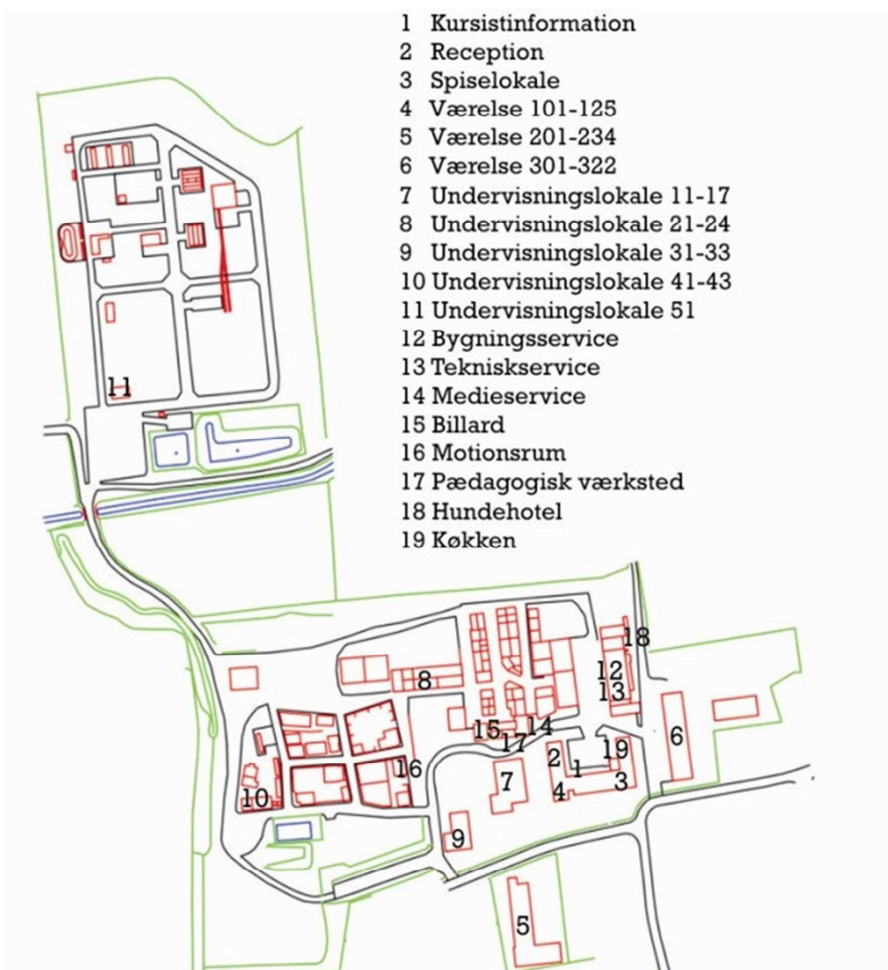 1 Kursistinformation
2 Reception
3 Spiselokale
4 Værelse 101-125
5 Værelse 201-234
6 Værelse 301-322
7 Undervisningslokale 11-17
8 Undervisningslokale 21-24
9 Undervisningslokale 31-33
10 Undervisningslokale 41-43
11 Undervisningslokale 51
12 Bygningsservice
13 Tekniskservice
14 Medieservice
15 Billard
16 Motionsrum
17 Pædagogisk værksted
18 Hundehotel
19 Køkken
11
18
12
8
13
15
14
17
6
2
19
16
1
7
3
4
10
9
5